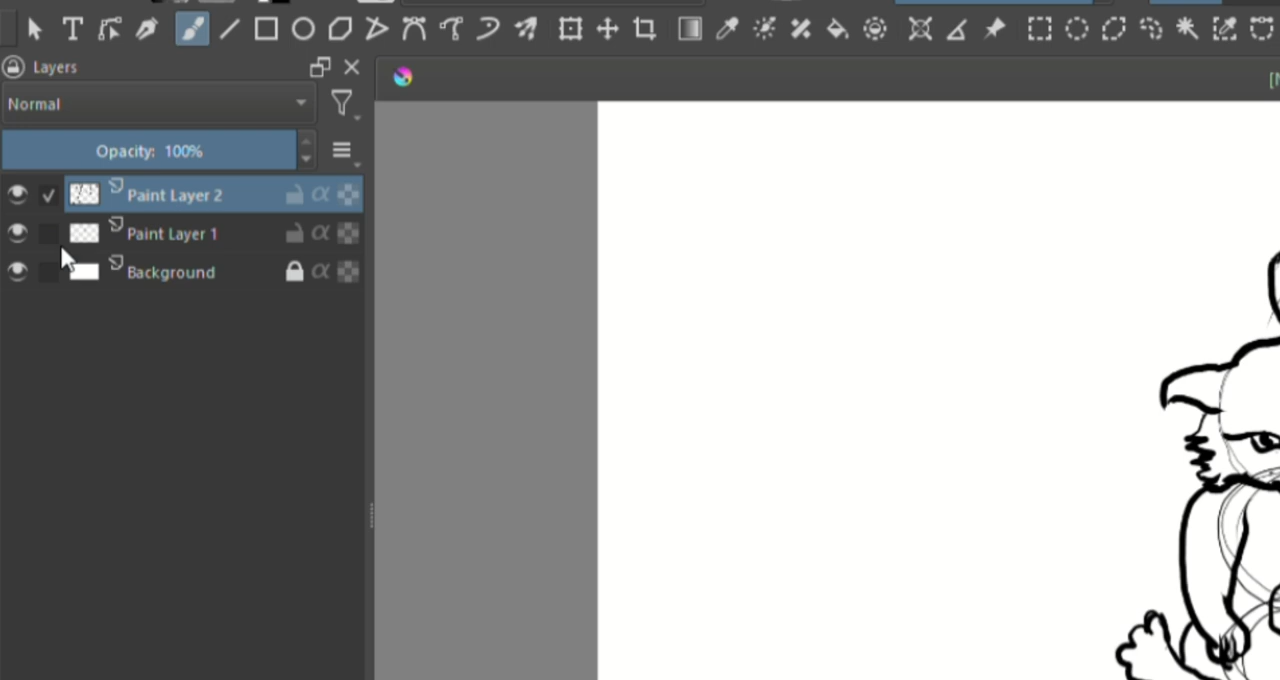 Layers
Normal
Opacity: 100%
Paint Layer 2
Paint Layer 1
Background